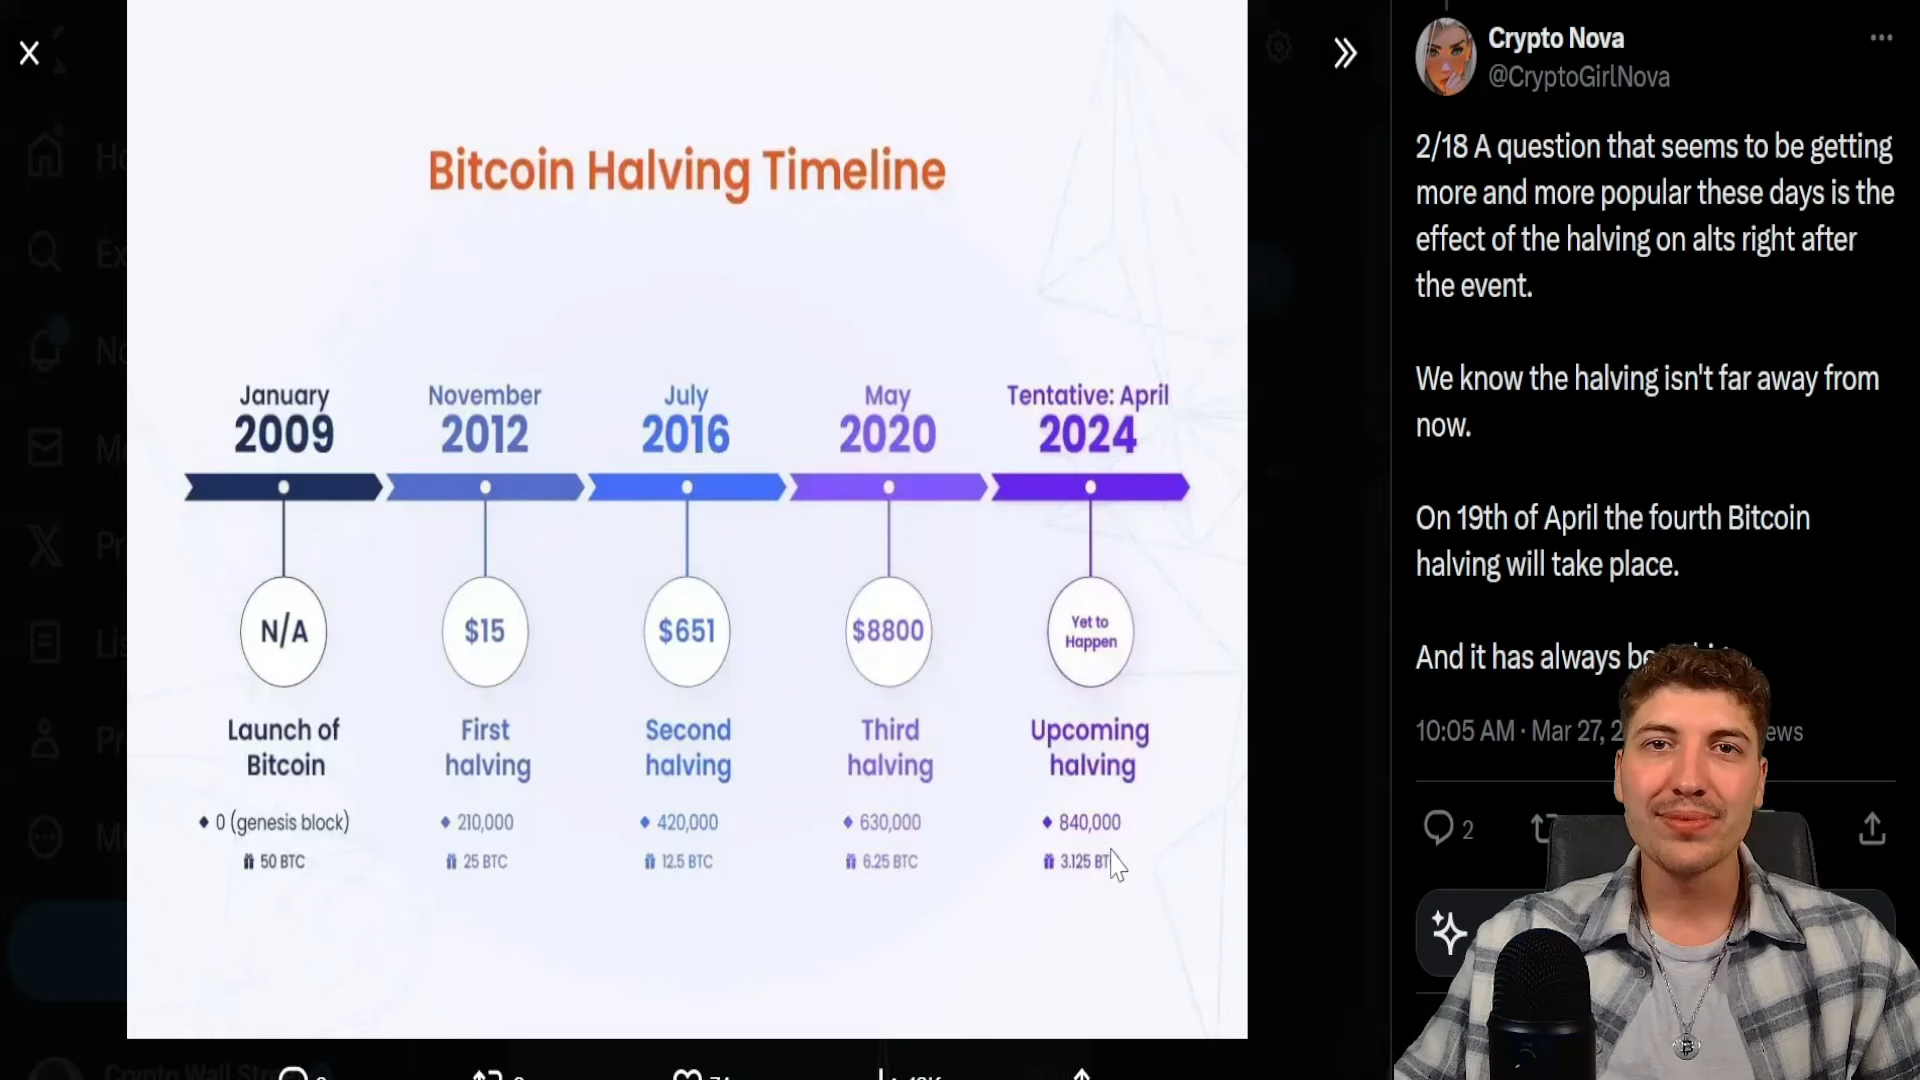 Bitcoin Halving Timeline
January
2009
November
2012
July
2016
May
2020
Tentative: April
2024
N/A
$15
$651
$8800
Yet to
Happen
Launch of
Bitcoin
First
halving
Second
halving
Third
halving
Upcoming
halving
0 (genesis block)
210,000
420,000
630,000
840,000
50 BTC
25 BTC
12.5 BTC
6.25 BTC
3.125 BT
Crypto Nova
@CryptoGirlNova
2/18 A question that seems to be getting
more and more popular these days is the
effect of the halving on alts right after
the event.
We know the halving isn't far away from
now.
On 19th of April the fourth Bitcoin
halving will take place.
And it has always
10:05 AM · Mar 27, 2
2